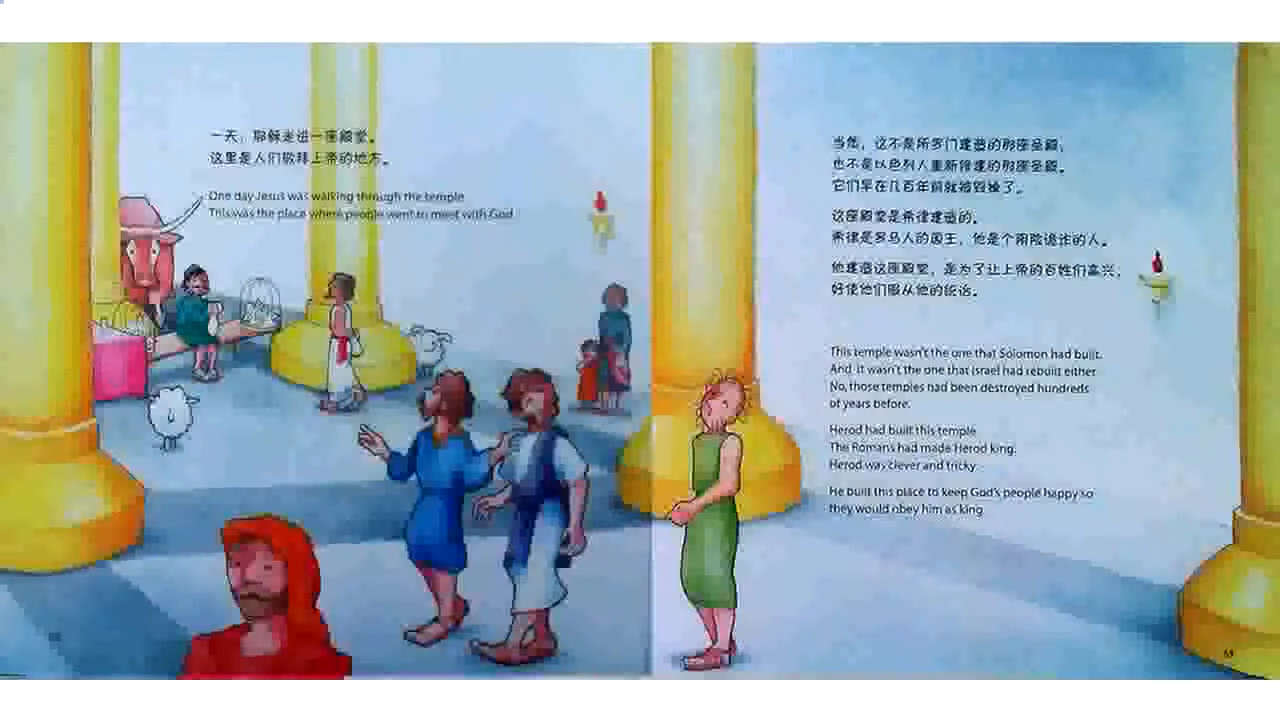 一天，耶稣走进一座殿堂。
这里是人们敬拜上帝的地方。
One day Jesus was walking through the temple.
This was the place where people went to meet with God.
当然，这不是所罗门建造的那座圣殿，
也不是以色列人重新修建的那座圣殿。
它们早在几百年前就被毁掉了。
这座殿堂是希律建造的。
希律是罗马人的国王，他是个阴险诡诈的人。
他建造这座殿堂，是为了让上帝的百姓们高兴，
好使他们服从他的统治。
This temple wasn't the one that Solomon had built.
And it wasn't the one that Israel had rebuilt either.
No, those temples had been destroyed hundreds
of years before.
Herod had built this temple.
The Romans had made Herod king.
Herod was clever and tricky.
He built this place to keep God's people happy so
they would obey him as king.